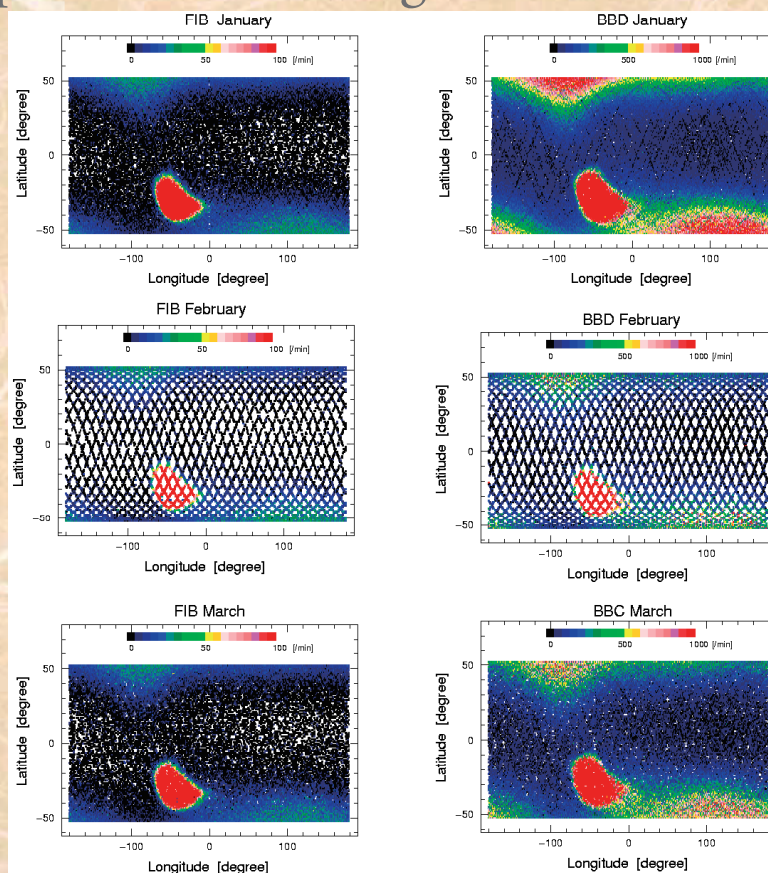 FIB January
0 50 100 [/min]
50
0
−50
Latitude [degree]
−100 0 100
Longitude [degree]
BBD January
0 500 1000 [/min]
50
0
−50
Latitude [degree]
−100 0 100
Longitude [degree]
FIB February
0 50 100 [/min]
50
0
−50
Latitude [degree]
−100 0 100
Longitude [degree]
BBD February
0 500 1000 [/min]
50
0
−50
Latitude [degree]
−100 0 100
Longitude [degree]
FIB March
0 50 100 [/min]
50
0
−50
Latitude [degree]
−100 0 100
Longitude [degree]
BBC March
0 500 1000 [/min]
50
0
−50
Latitude [degree]
−100 0 100
Longitude [degree]